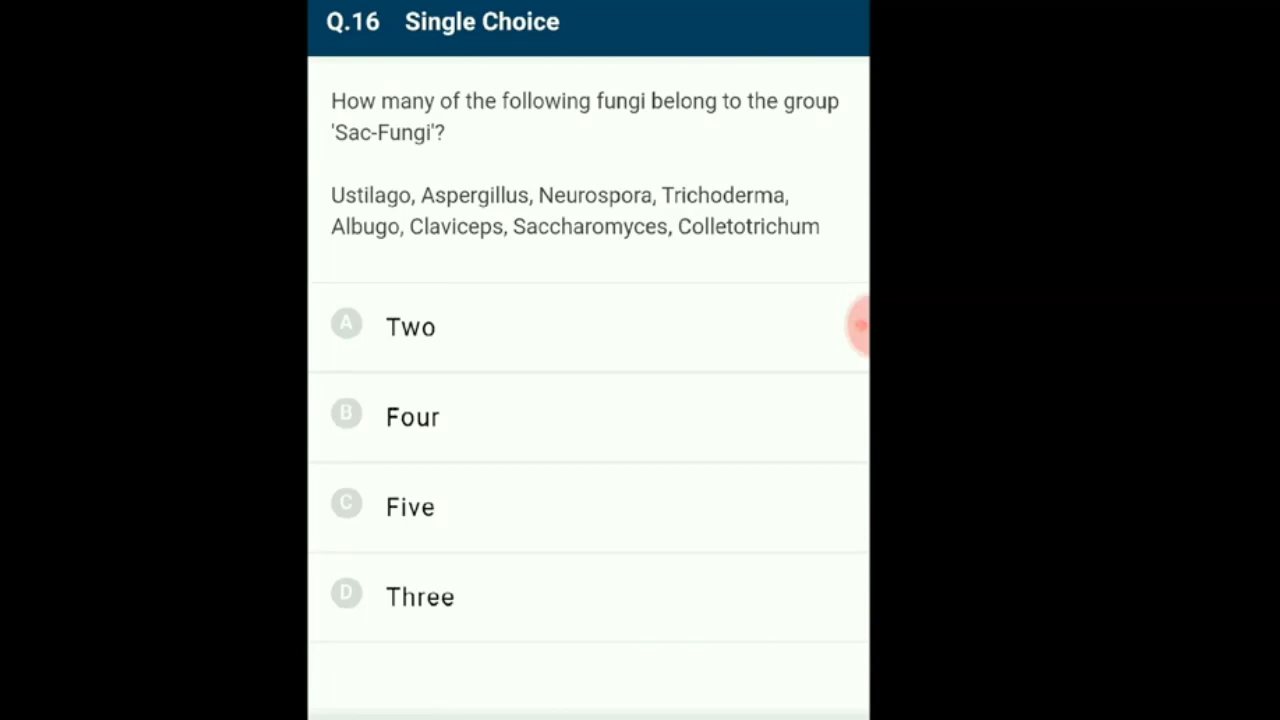 Q.16 Single Choice
How many of the following fungi belong to the group
'Sac-Fungi'?
Ustilago, Aspergillus, Neurospora, Trichoderma,
Albugo, Claviceps, Saccharomyces, Colletotrichum
A Two
B Four
C Five
D Three